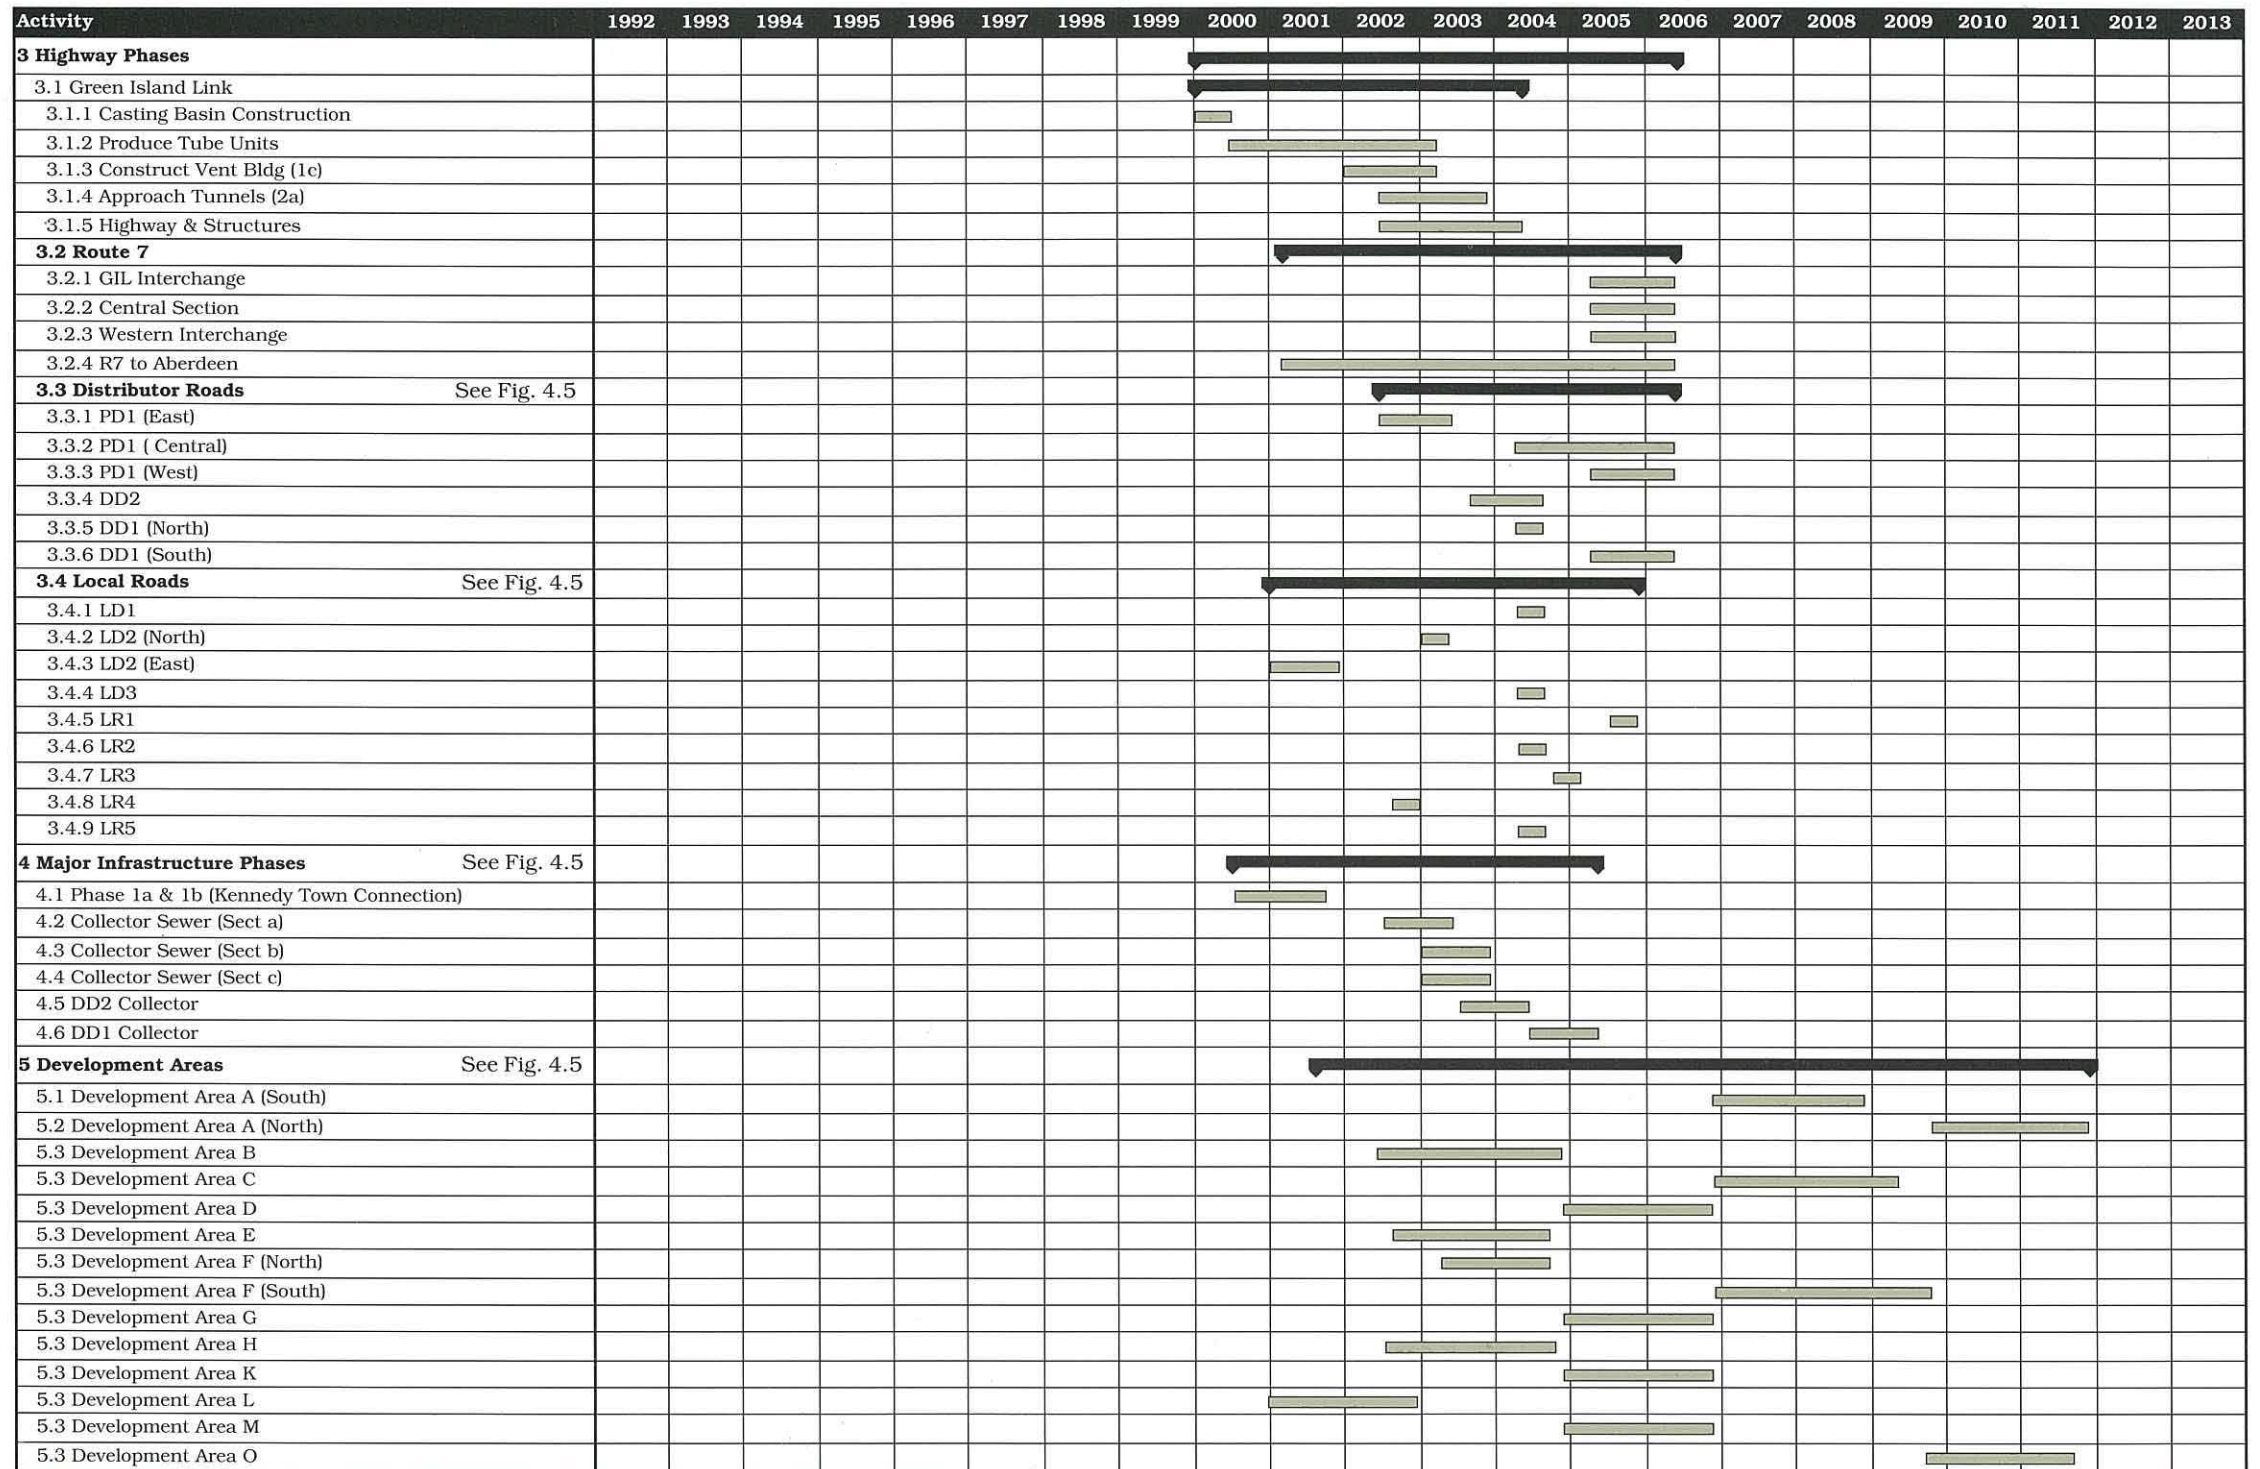 Activity 1992 1993 1994 1995 1996 1997 1998 1999 2000 2001 2002 2003 2004 2005 2006 2007 2008 2009 2010 2011 2012 2013
3 Highway Phases
3.1 Green Island Link
3.1.1 Casting Basin Construction
3.1.2 Produce Tube Units
3.1.3 Construct Vent Bldg (1c)
3.1.4 Approach Tunnels (2a)
3.1.5 Highway & Structures
3.2 Route 7
3.2.1 GIL Interchange
3.2.2 Central Section
3.2.3 Western Interchange
3.2.4 R7 to Aberdeen
3.3 Distributor Roads See Fig. 4.5
3.3.1 PD1 (East)
3.3.2 PD1 ( Central)
3.3.3 PD1 (West)
3.3.4 DD2
3.3.5 DD1 (North)
3.3.6 DD1 (South)
3.4 Local Roads See Fig. 4.5
3.4.1 LD1
3.4.2 LD2 (North)
3.4.3 LD2 (East)
3.4.4 LD3
3.4.5 LR1
3.4.6 LR2
3.4.7 LR3
3.4.8 LR4
3.4.9 LR5
4 Major Infrastructure Phases See Fig. 4.5
4.1 Phase 1a & 1b (Kennedy Town Connection)
4.2 Collector Sewer (Sect a)
4.3 Collector Sewer (Sect b)
4.4 Collector Sewer (Sect c)
4.5 DD2 Collector
4.6 DD1 Collector
5 Development Areas See Fig. 4.5
5.1 Development Area A (South)
5.2 Development Area A (North)
5.3 Development Area B
5.3 Development Area C
5.3 Development Area D
5.3 Development Area E
5.3 Development Area F (North)
5.3 Development Area F (South)
5.3 Development Area G
5.3 Development Area H
5.3 Development Area K
5.3 Development Area L
5.3 Development Area M
5.3 Development Area O